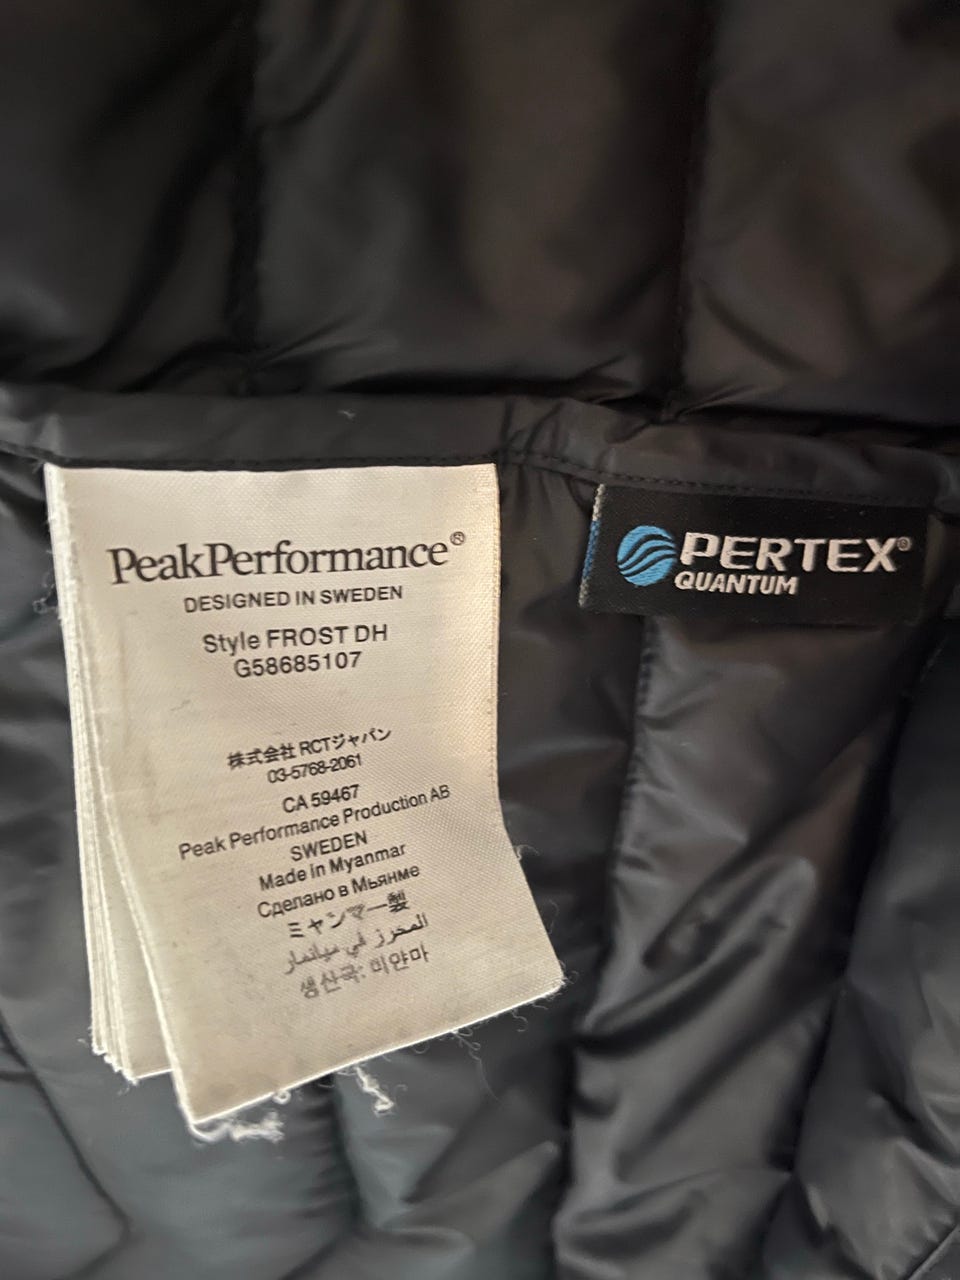 PeakPerformance®
DESIGNED IN SWEDEN
Style FROST DH
G58685107
株式会社 RCTジャパン
03-5768-2061
CA 59467
Peak Performance Production AB
SWEDEN
Made in Myanmar
Сделано в Мьянме
ミャンマー製
المخرز في ميانمار
생산국: 미얀마
PERTEX®
QUANTUM